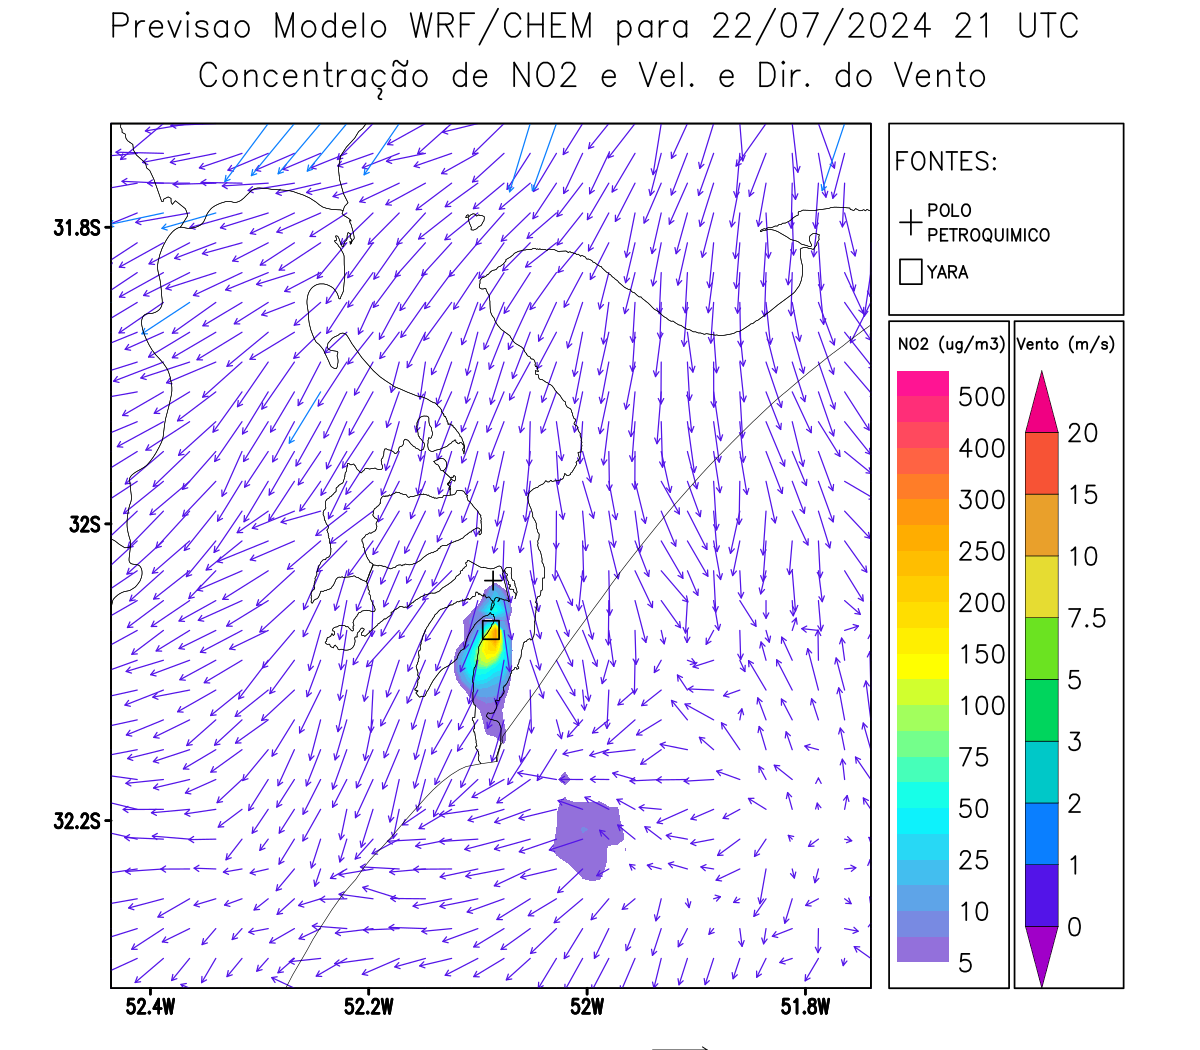 Previsao Modelo WRF/CHEM para 22/07/2024 21 UTC
Concentração de NO2 e Vel. e Dir. do Vento
FONTES:
POLO
PETROQUIMICO
YARA
NO2 (ug/m3)
500
400
300
250
200
150
100
75
50
25
10
5
Vento (m/s)
20
15
10
7.5
5
3
2
1
0
31.8S
32S
32.2S
52.4W
52.2W
52W
51.8W